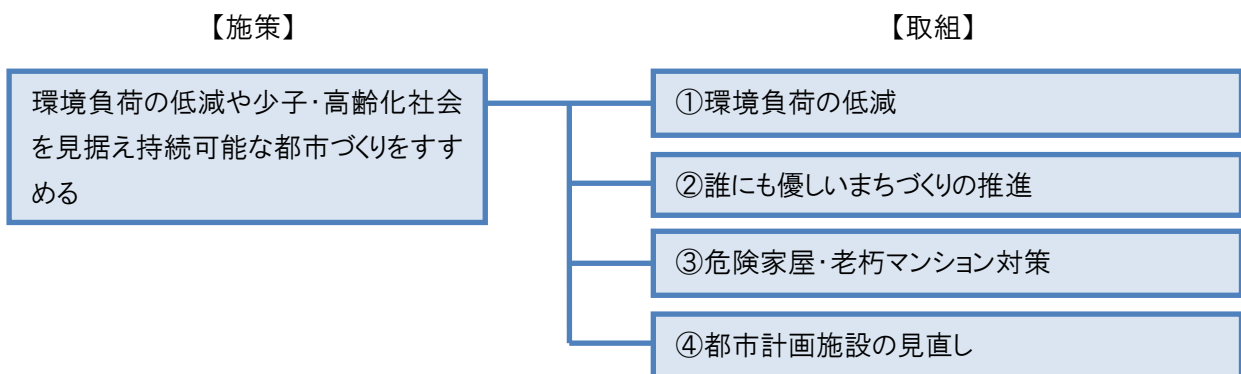 【施策】
【取組】
環境負荷の低減や少子・高齢化社会
を見据え持続可能な都市づくりをすす
める
①環境負荷の低減
②誰にも優しいまちづくりの推進
③危険家屋・老朽マンション対策
④都市計画施設の見直し